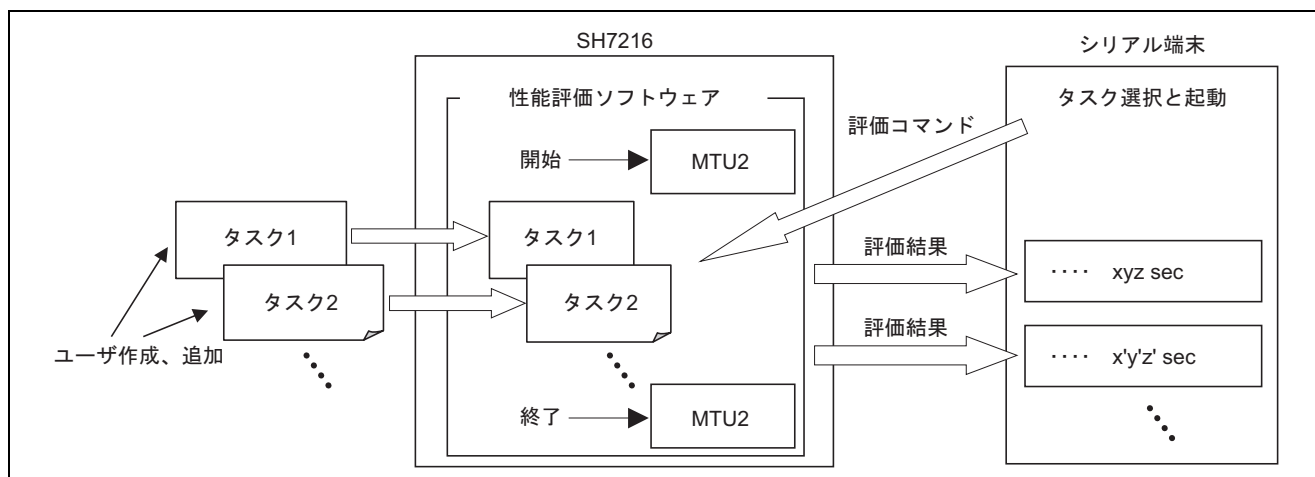 SH7216
シリアル端末
性能評価ソフトウェア
タスク選択と起動
評価コマンド
開始
MTU2
タスク1
タスク1
評価結果
···· xyz sec
タスク2
タスク2
評価結果
ユーザ作成、追加
···· x'y'z' sec
終了
MTU2